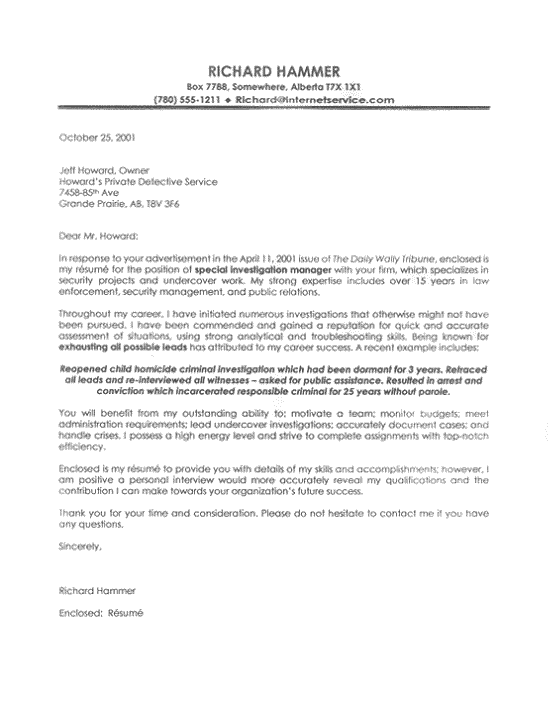 RICHARD HAMMER
Box 7788, Somewhere, Alberta T7X 1X1
(780) 555-1211 ♦ Richard@internetservice.com
October 25, 2001
Jeff Howard, Owner
Howard's Private Detective Service
7458-85th Ave
Grande Prairie, AB, T8V 3F6
Dear Mr. Howard:
In response to your advertisement in the April 11, 2001 issue of The Daily Wally Tribune, enclosed is
my résumé for the position of special investigation manager with your firm, which specializes in
security projects and undercover work. My strong expertise includes over 15 years in law
enforcement, security management, and public relations.
Throughout my career, I have initiated numerous investigations that otherwise might not have
been pursued. I have been commended and gained a reputation for quick and accurate
assessment of situations, using strong analytical and troubleshooting skills. Being known for
exhausting all possible leads has attributed to my career success. A recent example includes:
Reopened child homicide criminal investigation which had been dormant for 3 years. Retraced
all leads and re-interviewed all witnesses – asked for public assistance. Resulted in arrest and
conviction which incarcerated responsible criminal for 25 years without parole.
You will benefit from my outstanding ability to: motivate a team; monitor budgets; meet
administration requirements; lead undercover investigations; accurately document cases; and
handle crises. I possess a high energy level and strive to complete assignments with top-notch
efficiency.
Enclosed is my résumé to provide you with details of my skills and accomplishments; however, I
am positive a personal interview would more accurately reveal my qualifications and the
contribution I can make towards your organization's future success.
Thank you for your time and consideration. Please do not hesitate to contact me if you have
any questions.
Sincerely,
Richard Hammer
Enclosed: Résumé